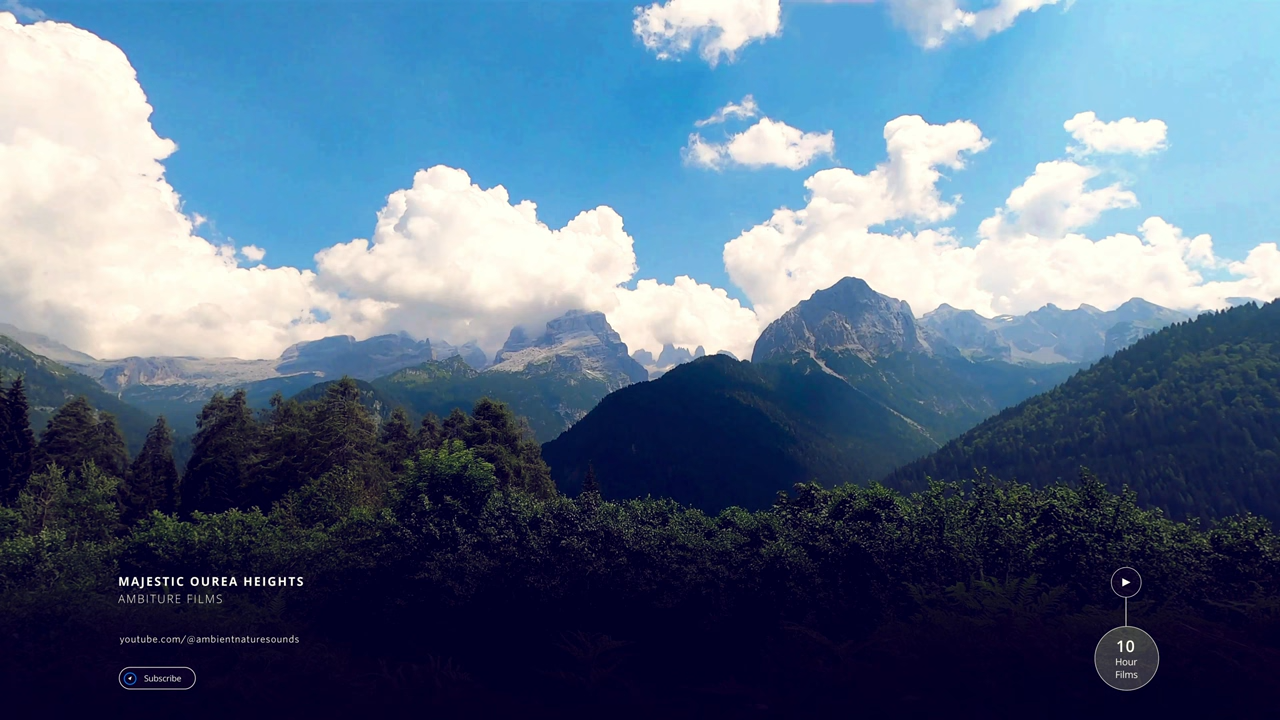 MAJESTIC OUREA HEIGHTS
AMBITURE FILMS
youtube.com/@ambientnaturesounds
Subscribe
10
Hour
Films